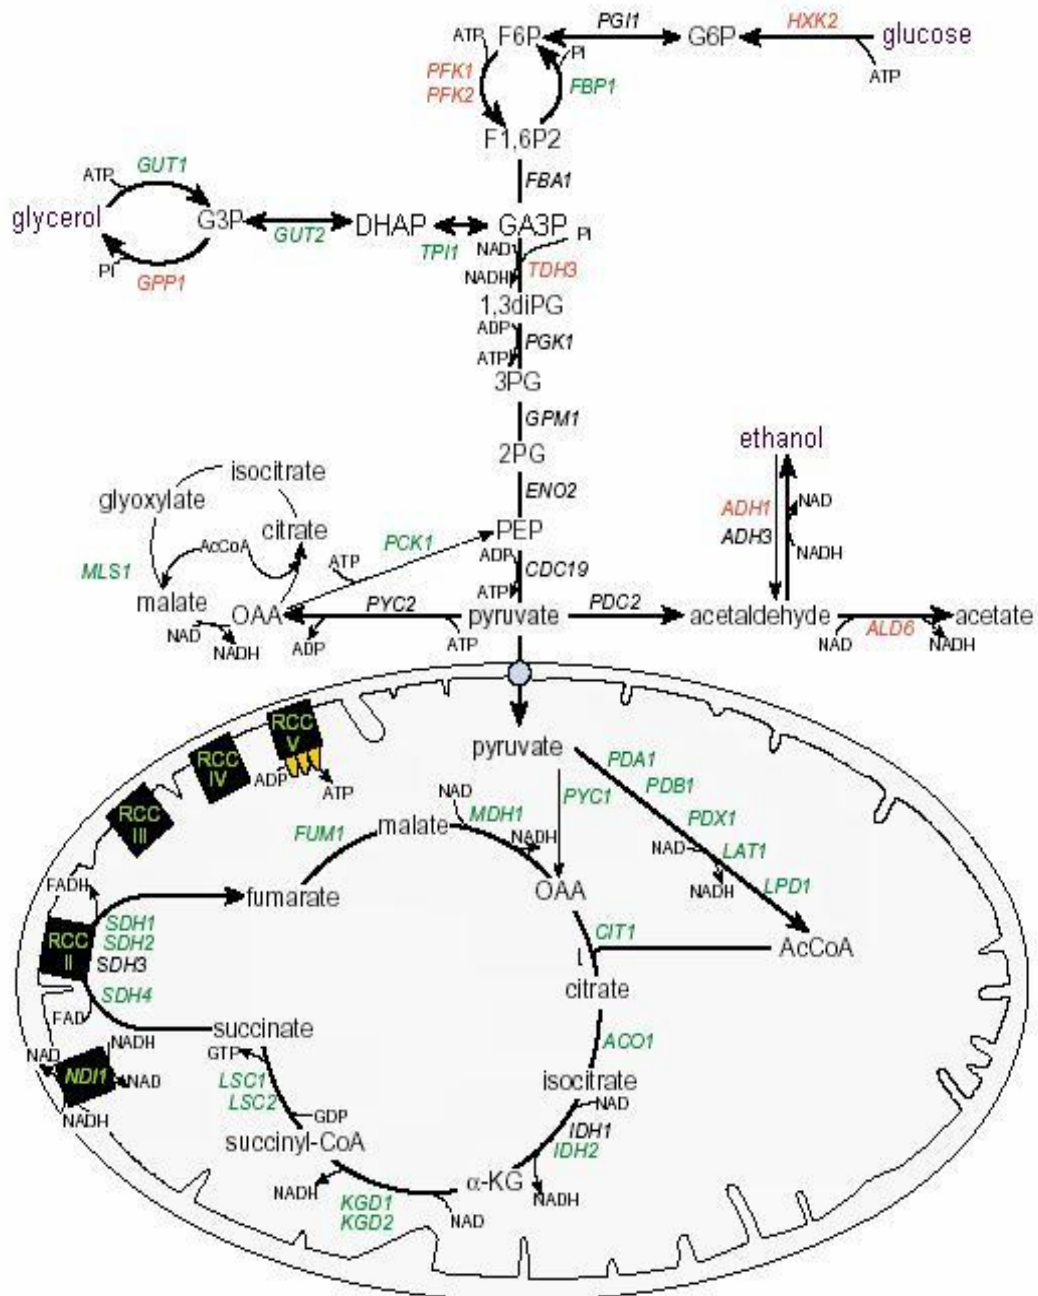 ATP F6P PGI1 G6P HXK2 glucose
PFK1 PI
PFK2 FBP1 ATP
F1,6P2
GUT1
ATP FBA1
glycerol G3P GUT2 DHAP TPI1 GA3P
PI
NAD
PI GPP1 NADH TDH3
1,3diPG
ADP
ATP PGK1
3PG
GPM1
2PG
ethanol
isocitrate
glyoxylate ENO2
citrate PEP ADH1 NAD
AcCoA ATP PCK1 ADP ADH3
MLS1 CDC19 NADH
ATP
malate OAA PYC2 pyruvate PDC2 acetaldehyde acetate
NAD NADH ADP ATP NAD ALD6 NADH
RCC
V
pyruvate
RCC
IV
ADP ATP
PDA1
PDB1
RCC
III
NAD PYC1
PDX1
FUM1 malate MDH1 NADH
NAD LAT1
NADH
FADH fumarate OAA LPD1
SDH1
SDH2
RCC
II
CIT1 AcCoA
SDH3
citrate
SDH4
FAD
succinate
NADH ACO1
NAD GTP
NDI1 NAD LSC1 isocitrate
LSC2 NAD
NADH GDP
IDH1
succinyl-CoA IDH2
α-KG
NADH NADH
KGD1 NAD
KGD2